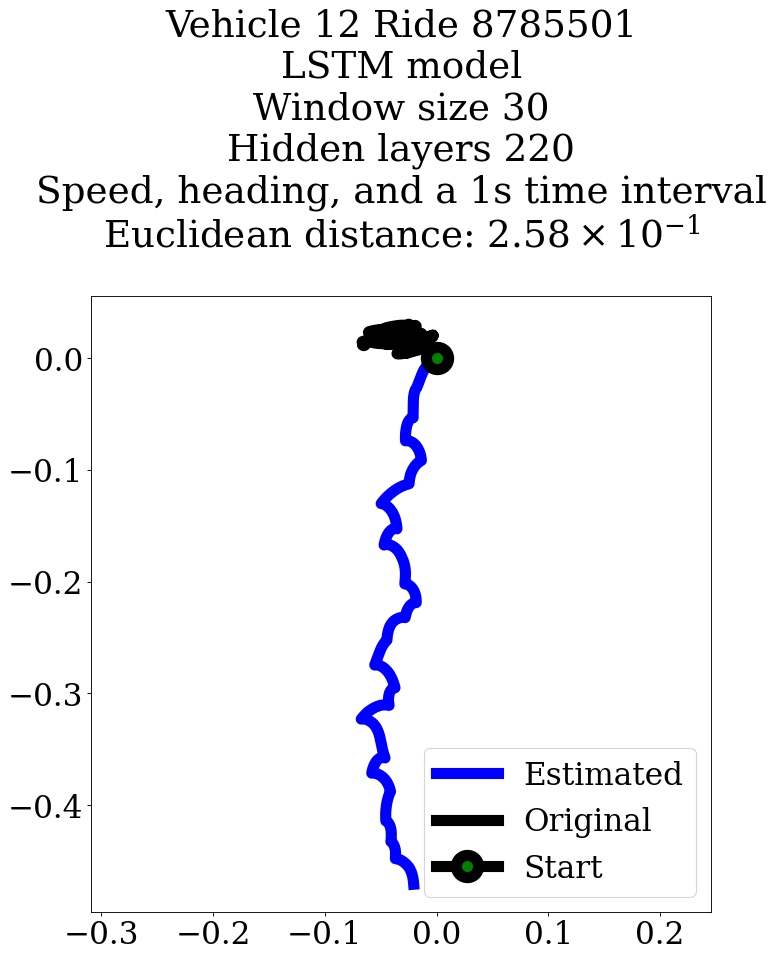 Vehicle 12 Ride 8785501
LSTM model
Window size 30
Hidden layers 220
Speed, heading, and a 1s time interval
Euclidean distance: 2.58 × 10⁻¹
0.0
−0.1
−0.2
−0.3
−0.4
Estimated
Original
Start
−0.3 −0.2 −0.1 0.0 0.1 0.2